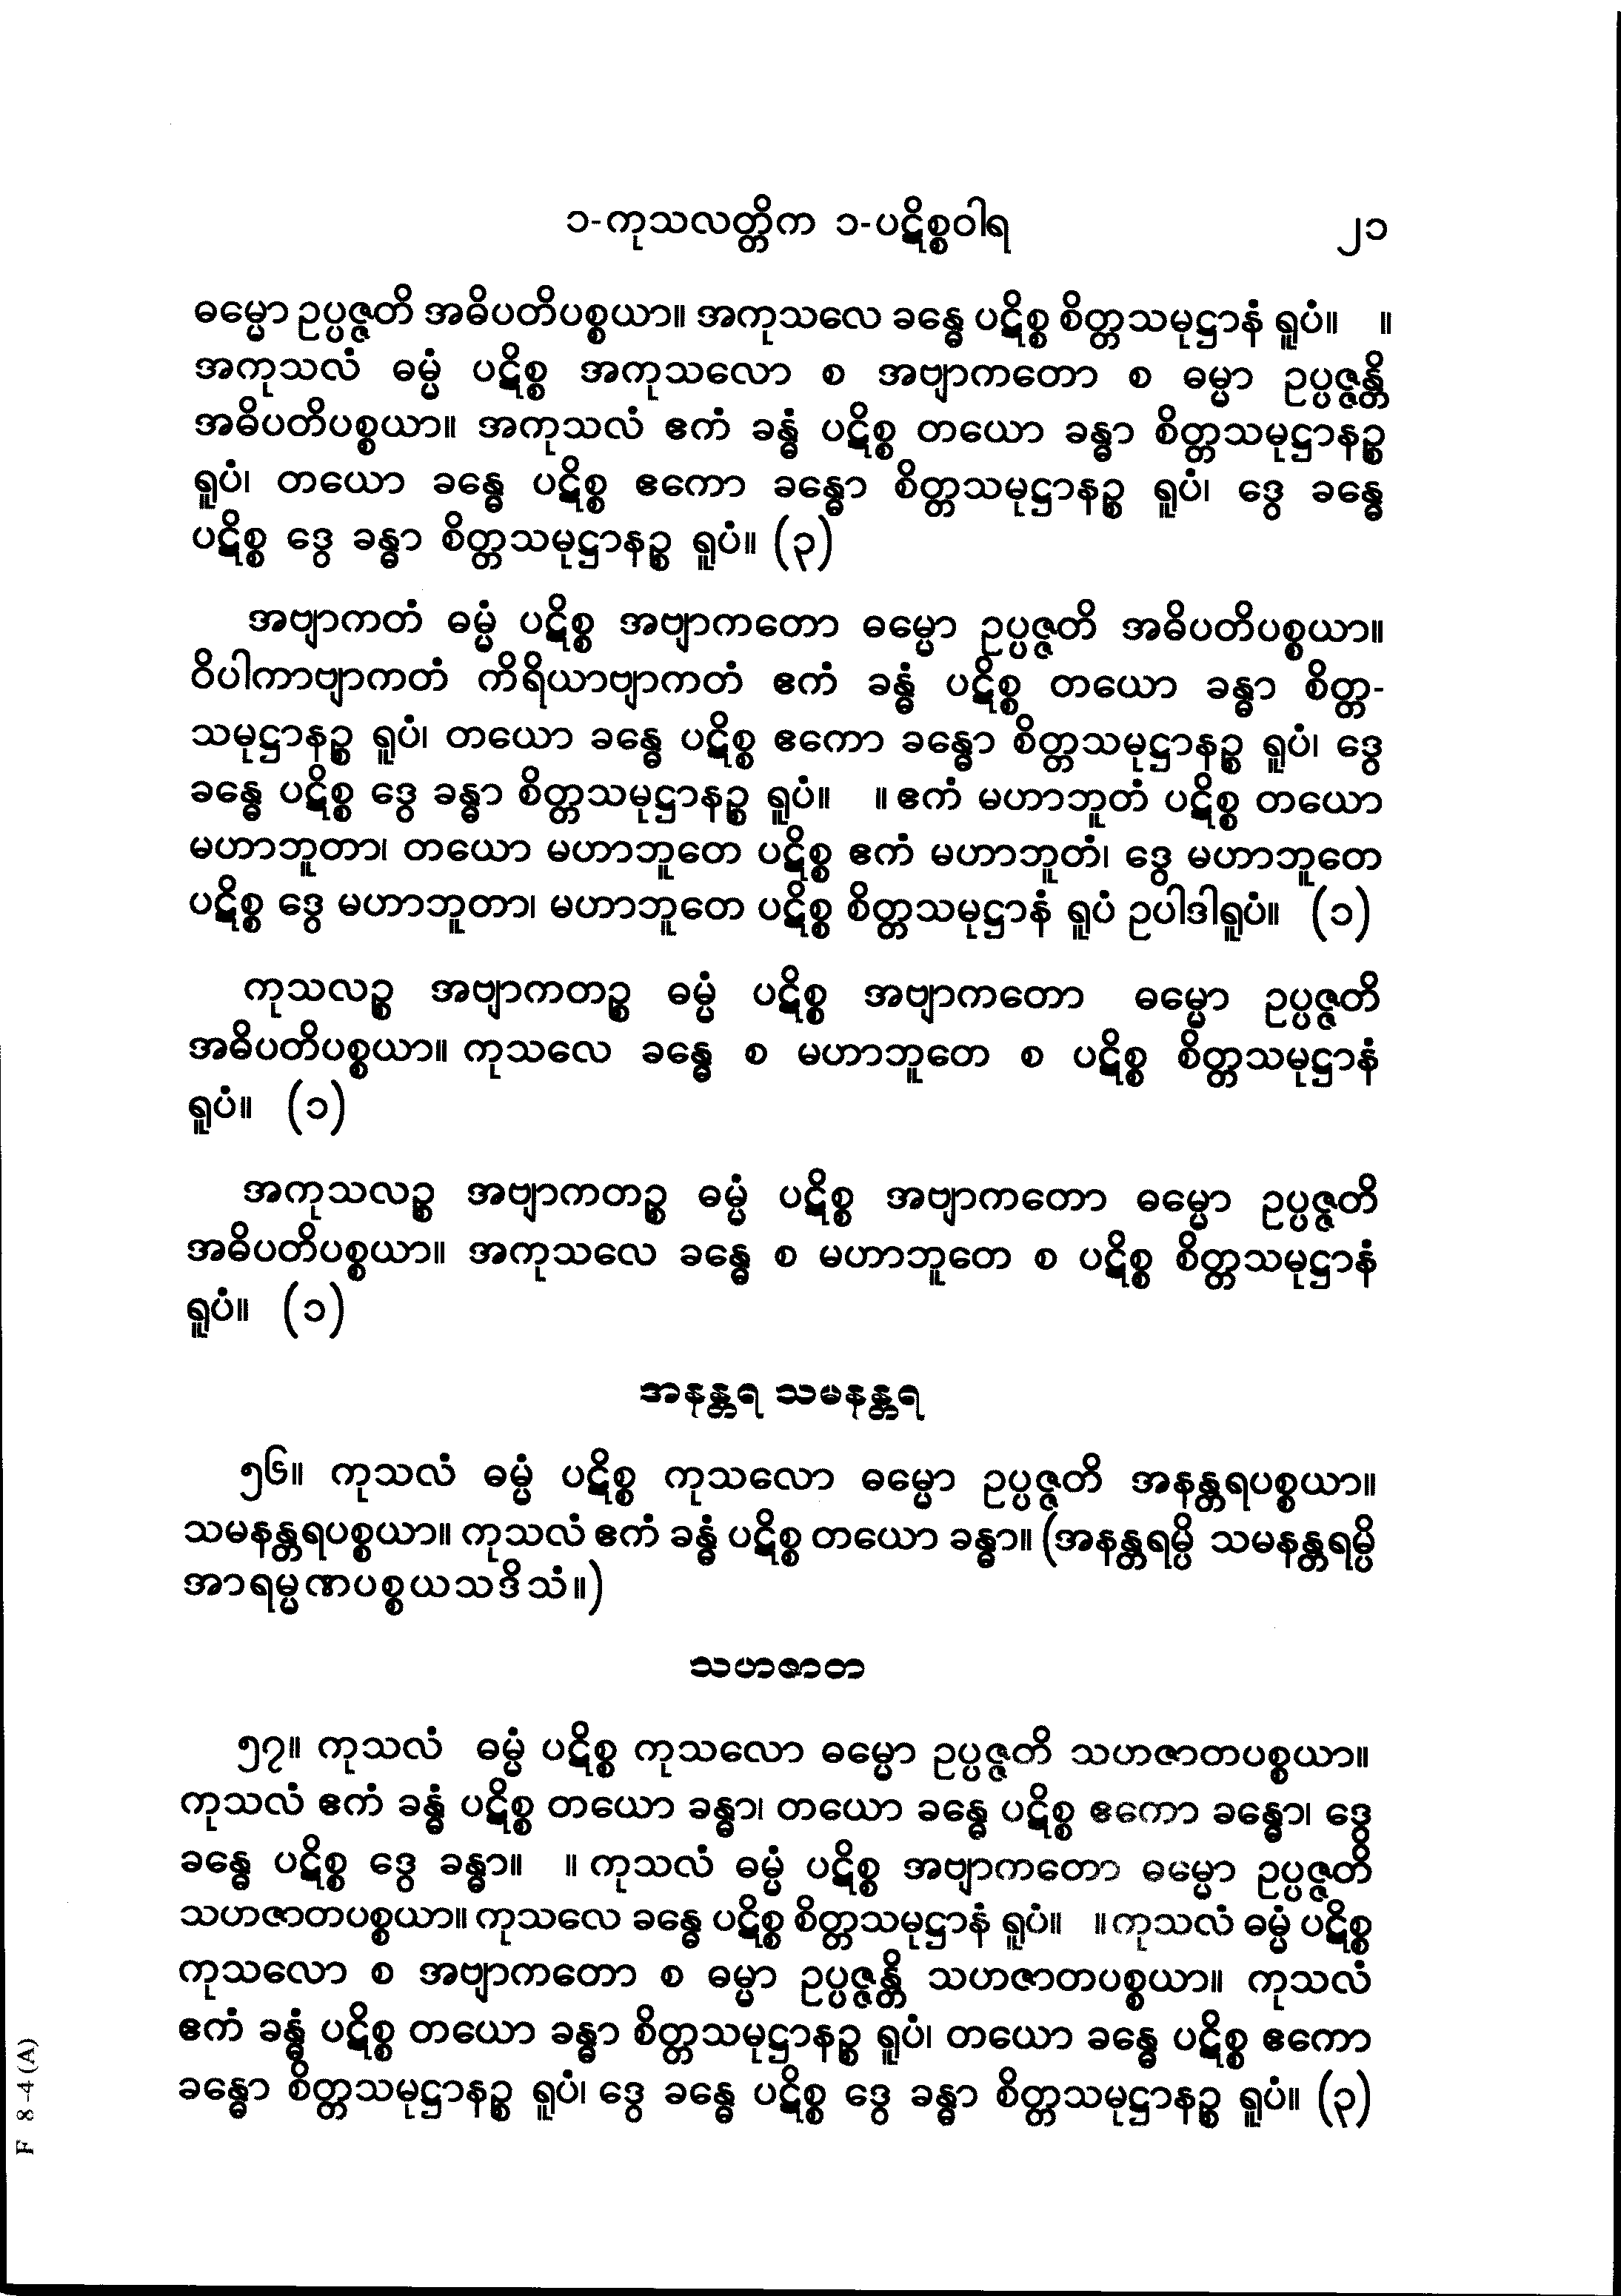 ၁-ကုသလတ္တိက ၁-ပဋိစ္စဝါရ ၂၁
ဓမ္မော ဥပ္ပဇ္ဇတိ အဓိပတိပစ္စယာ။ အကုသလေ ခန္ဓေ ပဋိစ္စ စိတ္တသမုဋ္ဌာနံ ရူပံ။ ။
အကုသလံ ဓမ္မံ ပဋိစ္စ အကုသလော စ အဗျာကတော စ ဓမ္မာ ဥပ္ပဇ္ဇန္တိ
အဓိပတိပစ္စယာ။ အကုသလံ ဧကံ ခန္ဓံ ပဋိစ္စ တယော ခန္ဓာ စိတ္တသမုဋ္ဌာနဉ္စ
ရူပံ၊ တယော ခန္ဓေ ပဋိစ္စ ဧကော ခန္ဓော စိတ္တသမုဋ္ဌာနဉ္စ ရူပံ၊ ဒွေ ခန္ဓေ
ပဋိစ္စ ဒွေ ခန္ဓာ စိတ္တသမုဋ္ဌာနဉ္စ ရူပံ။ (၃)
အဗျာကတံ ဓမ္မံ ပဋိစ္စ အဗျာကတော ဓမ္မော ဥပ္ပဇ္ဇတိ အဓိပတိပစ္စယာ။
ဝိပါကာဗျာကတံ ကိရိယာဗျာကတံ ဧကံ ခန္ဓံ ပဋိစ္စ တယော ခန္ဓာ စိတ္တ-
သမုဋ္ဌာနဉ္စ ရူပံ၊ တယော ခန္ဓေ ပဋိစ္စ ဧကော ခန္ဓော စိတ္တသမုဋ္ဌာနဉ္စ ရူပံ၊ ဒွေ
ခန္ဓေ ပဋိစ္စ ဒွေ ခန္ဓာ စိတ္တသမုဋ္ဌာနဉ္စ ရူပံ။ ။ ဧကံ မဟာဘူတံ ပဋိစ္စ တယော
မဟာဘူတာ၊ တယော မဟာဘူတေ ပဋိစ္စ ဧကံ မဟာဘူတံ၊ ဒွေ မဟာဘူတေ
ပဋိစ္စ ဒွေ မဟာဘူတာ၊ မဟာဘူတေ ပဋိစ္စ စိတ္တသမုဋ္ဌာနံ ရူပံ ဥပါဒါရူပံ။ (၁)
ကုသလဉ္စ အဗျာကတဉ္စ ဓမ္မံ ပဋိစ္စ အဗျာကတော ဓမ္မော ဥပ္ပဇ္ဇတိ
အဓိပတိပစ္စယာ။ ကုသလေ ခန္ဓေ စ မဟာဘူတေ စ ပဋိစ္စ စိတ္တသမုဋ္ဌာနံ
ရူပံ။ (၁)
အကုသလဉ္စ အဗျာကတဉ္စ ဓမ္မံ ပဋိစ္စ အဗျာကတော ဓမ္မော ဥပ္ပဇ္ဇတိ
အဓိပတိပစ္စယာ။ အကုသလေ ခန္ဓေ စ မဟာဘူတေ စ ပဋိစ္စ စိတ္တသမုဋ္ဌာနံ
ရူပံ။ (၁)
အနန္တရ သမနန္တရ
၅၆။ ကုသလံ ဓမ္မံ ပဋိစ္စ ကုသလော ဓမ္မော ဥပ္ပဇ္ဇတိ အနန္တရပစ္စယာ။
သမနန္တရပစ္စယာ။ ကုသလံ ဧကံ ခန္ဓံ ပဋိစ္စ တယော ခန္ဓာ။ (အနန္တရမ္ပိ သမနန္တရမ္ပိ
အာရမ္မဏပစ္စယသဒိသံ။)
သဟဇာတ
၅၇။ ကုသလံ ဓမ္မံ ပဋိစ္စ ကုသလော ဓမ္မော ဥပ္ပဇ္ဇတိ သဟဇာတပစ္စယာ။
ကုသလံ ဧကံ ခန္ဓံ ပဋိစ္စ တယော ခန္ဓာ၊ တယော ခန္ဓေ ပဋိစ္စ ဧကော ခန္ဓော၊ ဒွေ
ခန္ဓေ ပဋိစ္စ ဒွေ ခန္ဓာ။ ။ ကုသလံ ဓမ္မံ ပဋိစ္စ အဗျာကတော ဓမ္မော ဥပ္ပဇ္ဇတိ
သဟဇာတပစ္စယာ။ ကုသလေ ခန္ဓေ ပဋိစ္စ စိတ္တသမုဋ္ဌာနံ ရူပံ။ ။ ကုသလံ ဓမ္မံ ပဋိစ္စ
ကုသလော စ အဗျာကတော စ ဓမ္မာ ဥပ္ပဇ္ဇန္တိ သဟဇာတပစ္စယာ။ ကုသလံ
ဧကံ ခန္ဓံ ပဋိစ္စ တယော ခန္ဓာ စိတ္တသမုဋ္ဌာနဉ္စ ရူပံ၊ တယော ခန္ဓေ ပဋိစ္စ ဧကော
ခန္ဓော စိတ္တသမုဋ္ဌာနဉ္စ ရူပံ၊ ဒွေ ခန္ဓေ ပဋိစ္စ ဒွေ ခန္ဓာ စိတ္တသမုဋ္ဌာနဉ္စ ရူပံ။ (၃)
F 8-4(A)